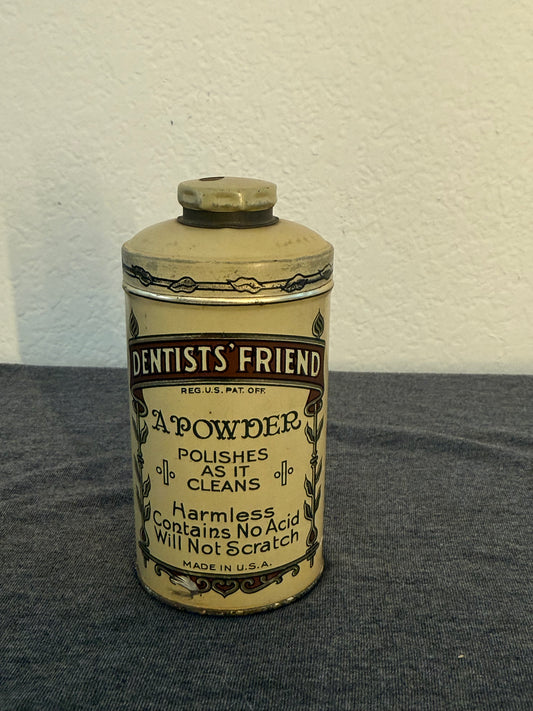 DENTISTS' FRIEND
REG. U.S. PAT. OFF.
A POWDER
POLISHES
AS IT
CLEANS
Harmless
Contains No Acid
Will Not Scratch
MADE IN U.S.A.